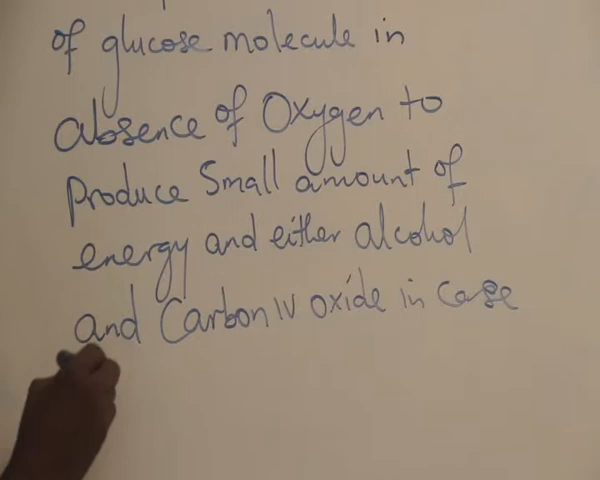 of glucose molecule in
absence of Oxygen to
Produce Small amount of
energy and either alcohol
and Carbon IV oxide in case